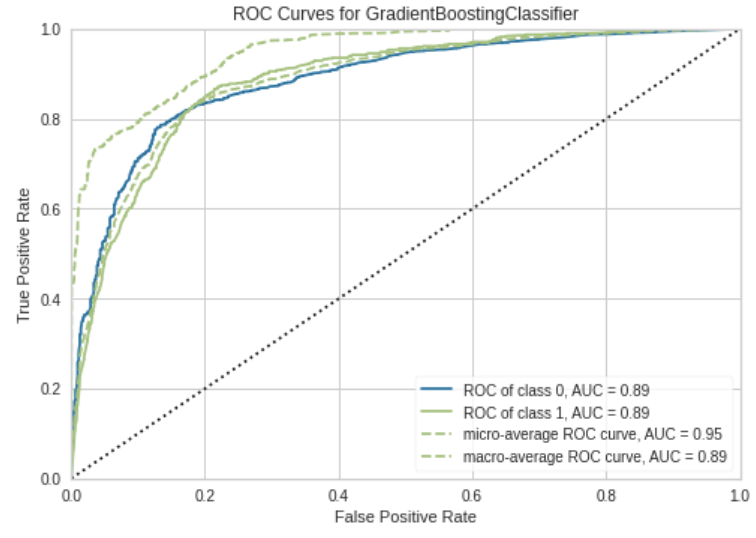 ROC Curves for GradientBoostingClassifier
1.0
0.8
0.6
0.4
0.2
0.0
True Positive Rate
ROC of class 0, AUC = 0.89
ROC of class 1, AUC = 0.89
micro-average ROC curve, AUC = 0.95
macro-average ROC curve, AUC = 0.89
0.0 0.2 0.4 0.6 0.8 1.0
False Positive Rate